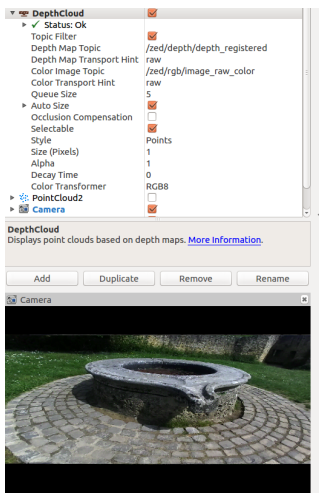 DepthCloud
Status: Ok
Topic Filter
Depth Map Topic /zed/depth/depth_registered
Depth Map Transport Hint raw
Color Image Topic /zed/rgb/image_raw_color
Color Transport Hint raw
Queue Size 5
Auto Size
Occlusion Compensation
Selectable
Style Points
Size (Pixels) 1
Alpha 1
Decay Time 0
Color Transformer RGB8
PointCloud2
Camera
DepthCloud
Displays point clouds based on depth maps. More Information.
Add Duplicate Remove Rename
Camera